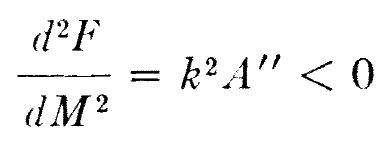 d²F
dM² = k²A″ < 0